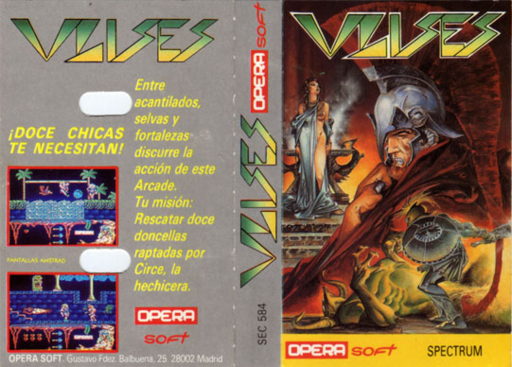 ULISES
¡DOCE CHICAS
TE NECESITAN!
PANTALLAS AMSTRAD
Entre
acantilados,
selvas y
fortalezas
discurre la
acción de este
Arcade.
Tu misión:
Rescatar doce
doncellas
raptadas por
Circe, la
hechicera.
OPERA
SOFT
OPERA SOFT. Gustavo Fdez. Balbuena, 25. 28002 Madrid
OPERA SOFT
ULISES
SEC 584
ULISES
OPERA SOFT
SPECTRUM